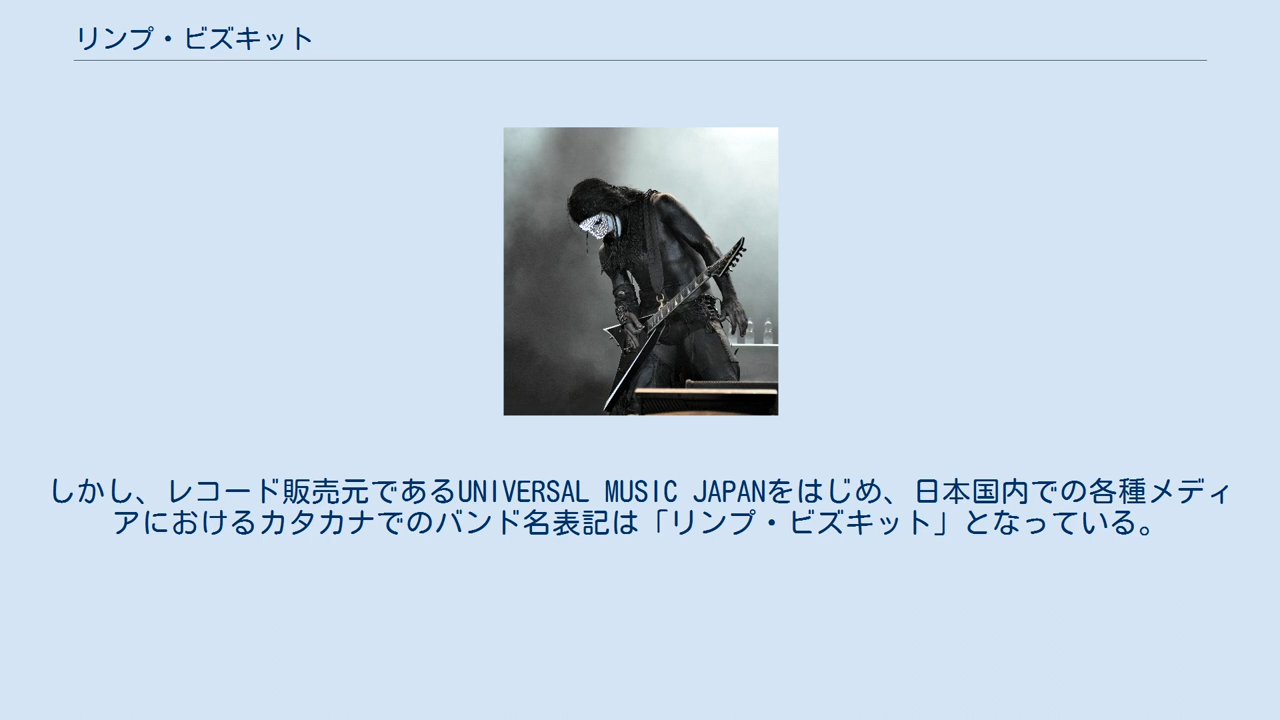 リンプ・ビズキット
しかし、レコード販売元であるUNIVERSAL MUSIC JAPANをはじめ、日本国内での各種メディ
アにおけるカタカナでのバンド名表記は「リンプ・ビズキット」となっている。